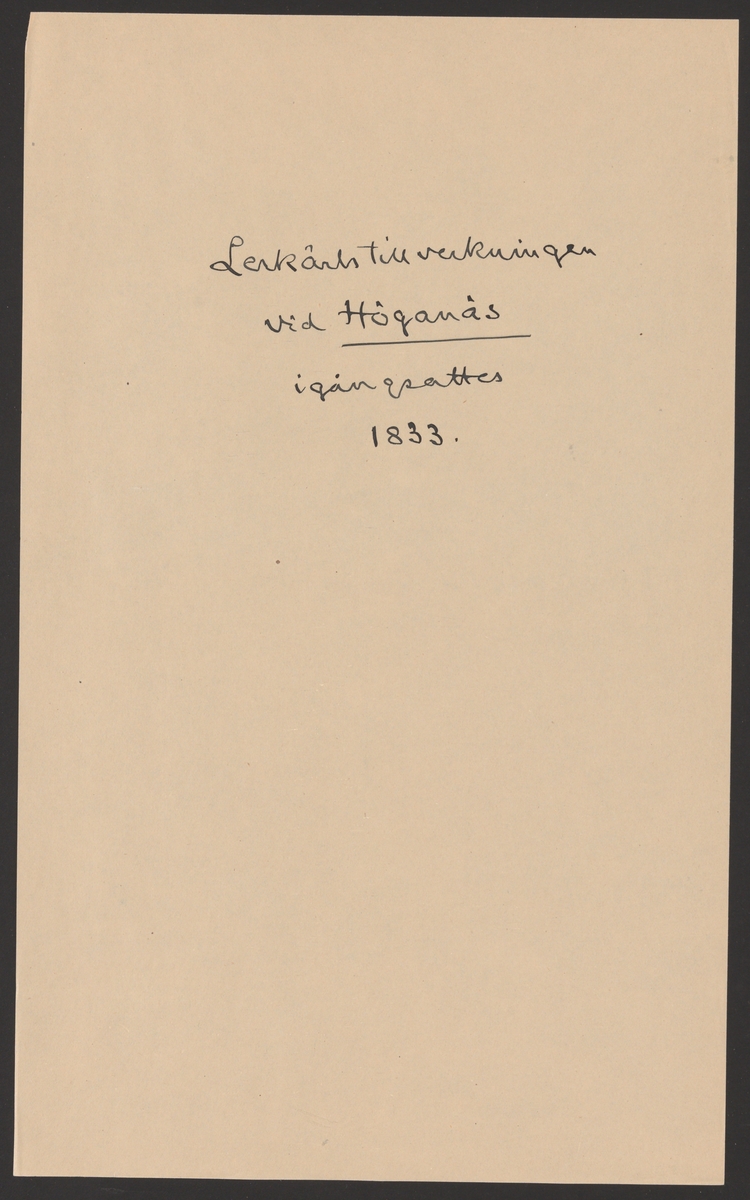 Lerkärlstillverkningen
vid Höganäs
igångsattes
1833.